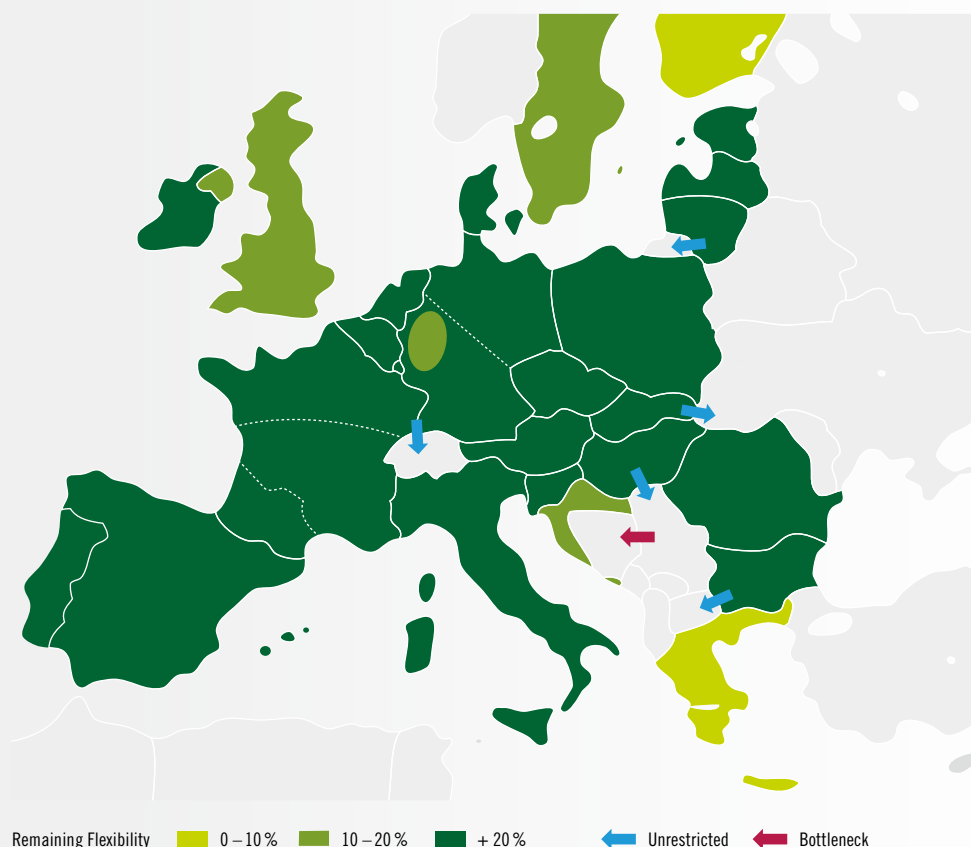 Remaining Flexibility 0 – 10 % 10 – 20 % + 20 % Unrestricted Bottleneck